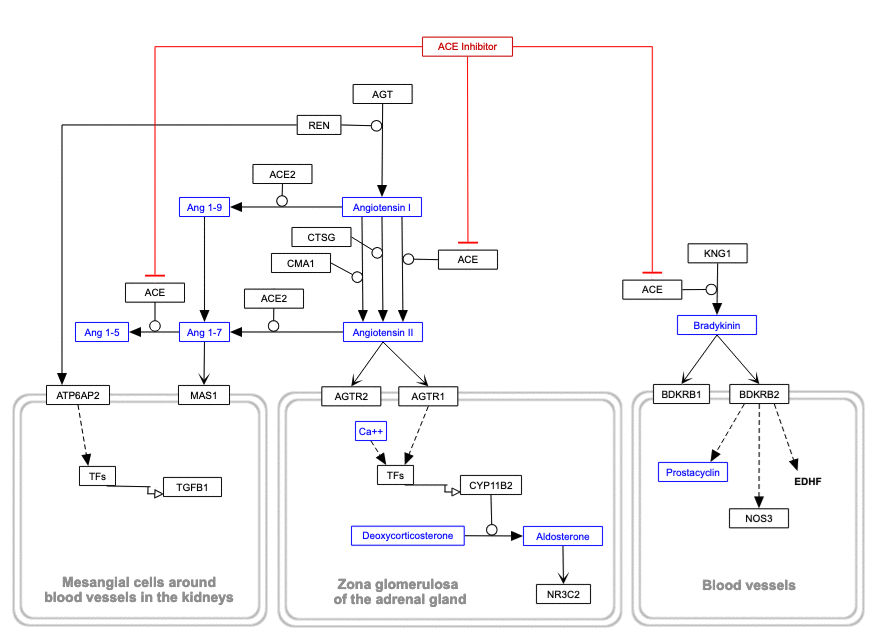 ACE Inhibitor
AGT
REN
ACE2
Ang 1-9
Angiotensin I
CTSG
CMA1
ACE
KNG1
ACE
ACE2
ACE
Ang 1-5
Ang 1-7
Angiotensin II
Bradykinin
ATP6AP2
MAS1
AGTR2
AGTR1
BDKRB1
BDKRB2
Ca++
TFs
TGFB1
TFs
CYP11B2
Prostacyclin
EDHF
NOS3
Deoxycorticosterone
Aldosterone
NR3C2
Mesangial cells around
blood vessels in the kidneys
Zona glomerulosa
of the adrenal gland
Blood vessels